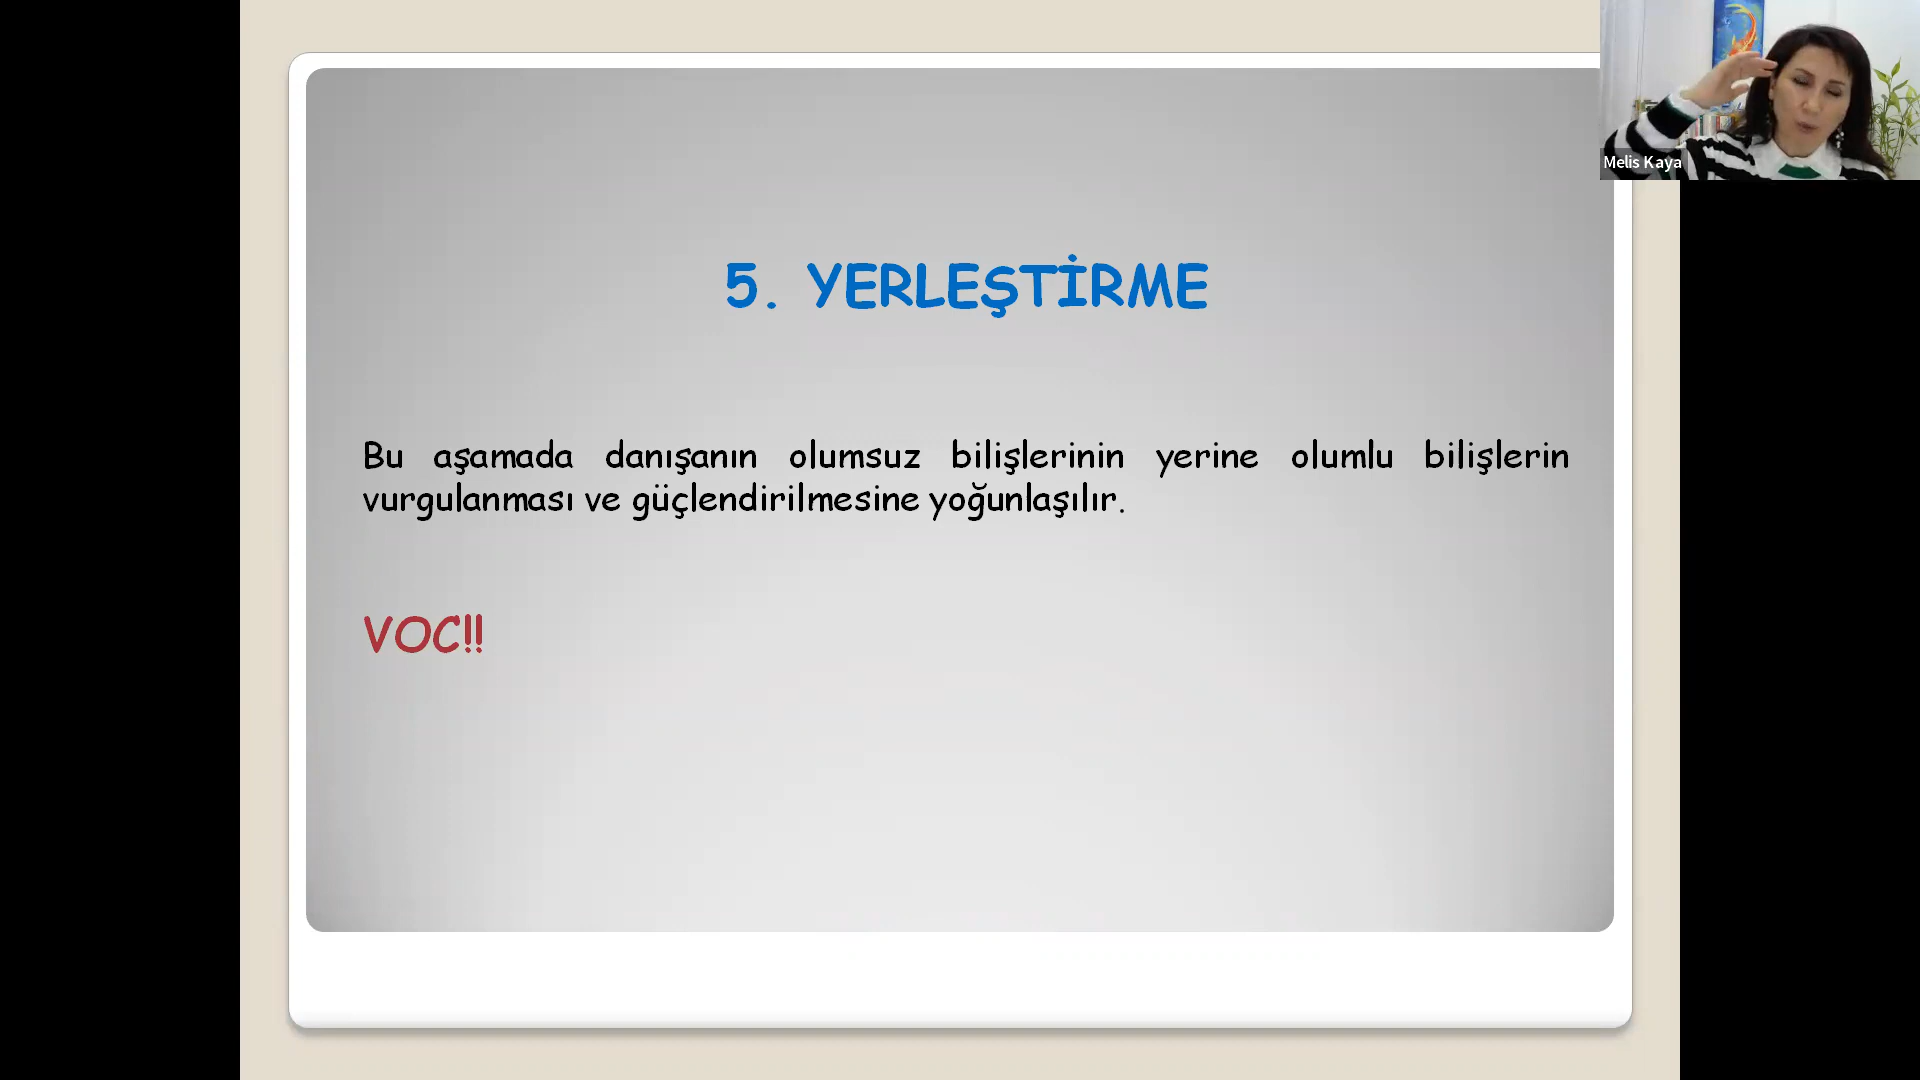 Melis Kaya
5. YERLEŞTİRME
Bu aşamada danışanın olumsuz bilişlerinin yerine olumlu bilişlerin
vurgulanması ve güçlendirilmesine yoğunlaşılır.
VOC!!